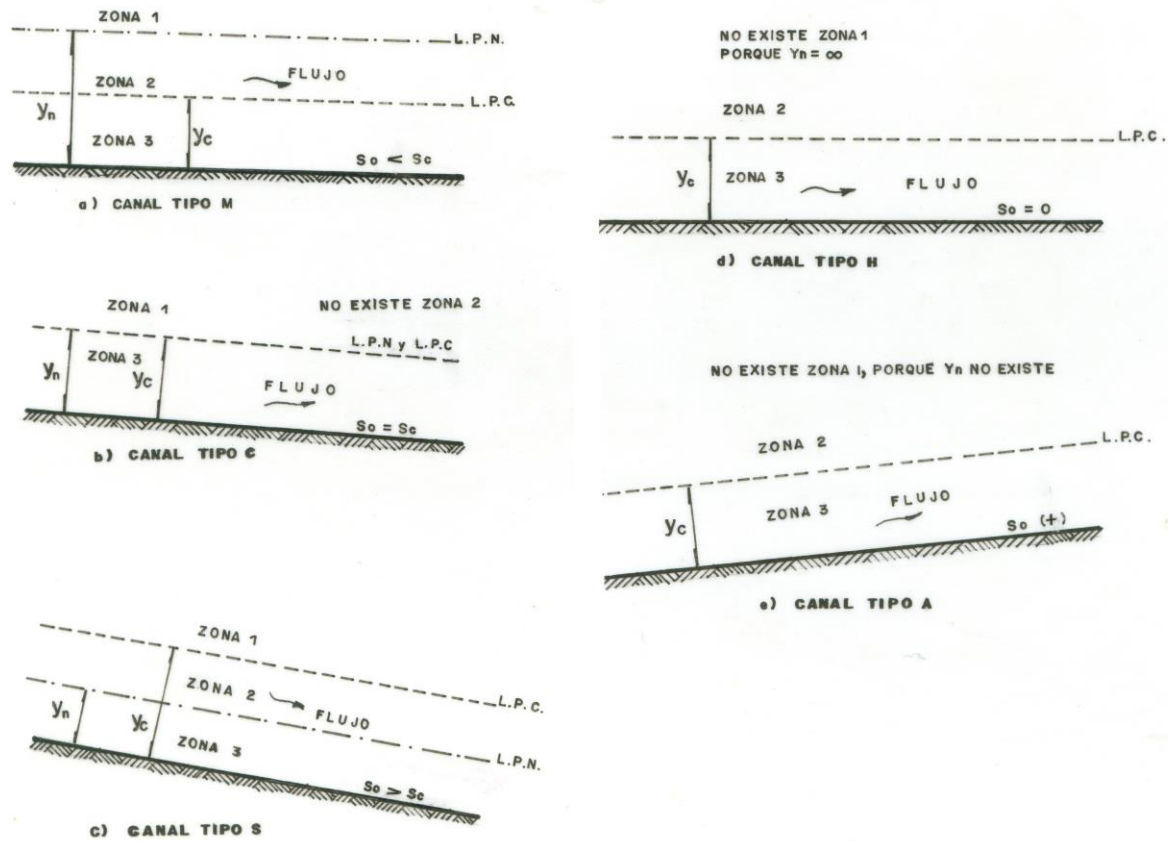 ZONA 1
L.P.N.
FLUJO
ZONA 2
L.P.C.
yn
ZONA 3
yc
So < Sc
a) CANAL TIPO M
ZONA 1
NO EXISTE ZONA 2
L.P.N y L.P.C
ZONA 3
yn
yc
FLUJO
So = Sc
b) CANAL TIPO C
ZONA 1
ZONA 2
FLUJO
L.P.C.
yn
yc
ZONA 3
L.P.N.
So > Sc
c) CANAL TIPO S
NO EXISTE ZONA 1
PORQUE Yn = ∞
ZONA 2
L.P.C.
yc
ZONA 3
FLUJO
So = 0
d) CANAL TIPO H
NO EXISTE ZONA 1, PORQUE Yn NO EXISTE
ZONA 2
L.P.C.
yc
ZONA 3
FLUJO
So (+)
e) CANAL TIPO A